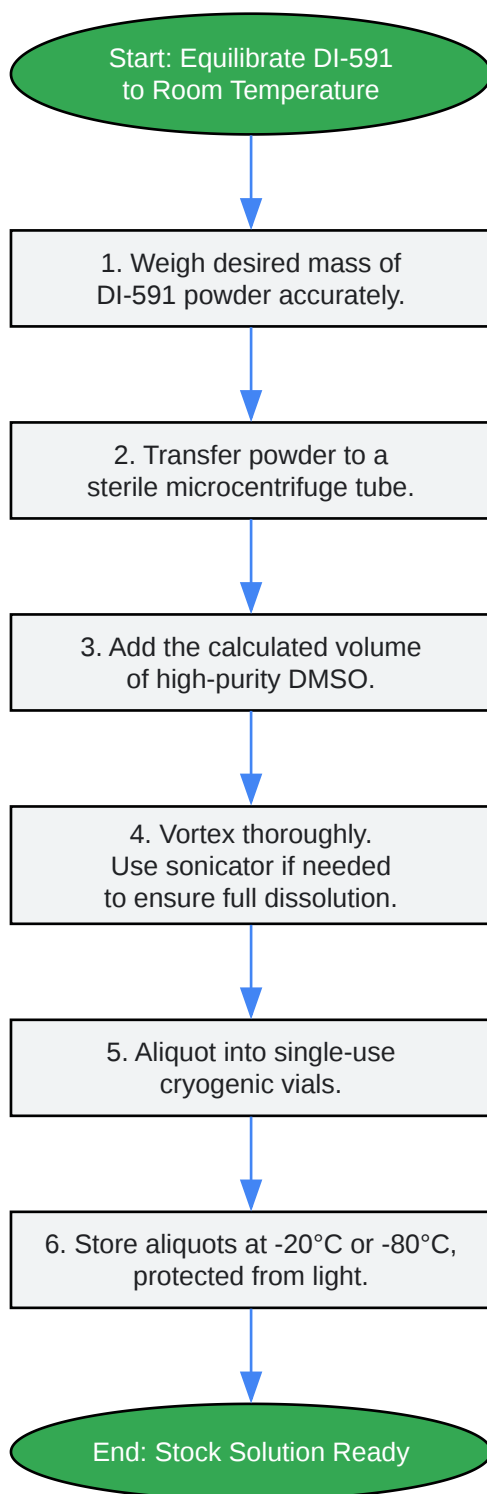 Start: Equilibrate DI-591
to Room Temperature
1. Weigh desired mass of
DI-591 powder accurately.
2. Transfer powder to a
sterile microcentrifuge tube.
3. Add the calculated volume
of high-purity DMSO.
4. Vortex thoroughly.
Use sonicator if needed
to ensure full dissolution.
5. Aliquot into single-use
cryogenic vials.
6. Store aliquots at -20°C or -80°C,
protected from light.
End: Stock Solution Ready